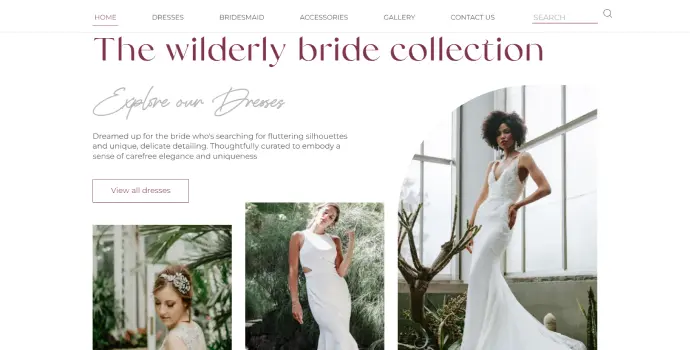 HOME DRESSES BRIDESMAID ACCESSORIES GALLERY CONTACT US SEARCH
The wilderly bride collection
Explore our Dresses
Dreamed up for the bride who's searching for fluttering silhouettes
and unique, delicate detailing. Thoughtfully curated to embody a
sense of carefree elegance and uniqueness
View all dresses